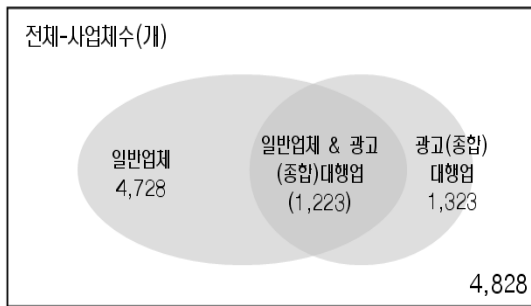 전체-사업체수(개)
일반업체
4,728
일반업체 & 광고
(종합)대행업
(1,223)
광고(종합)
대행업
1,323
4,828